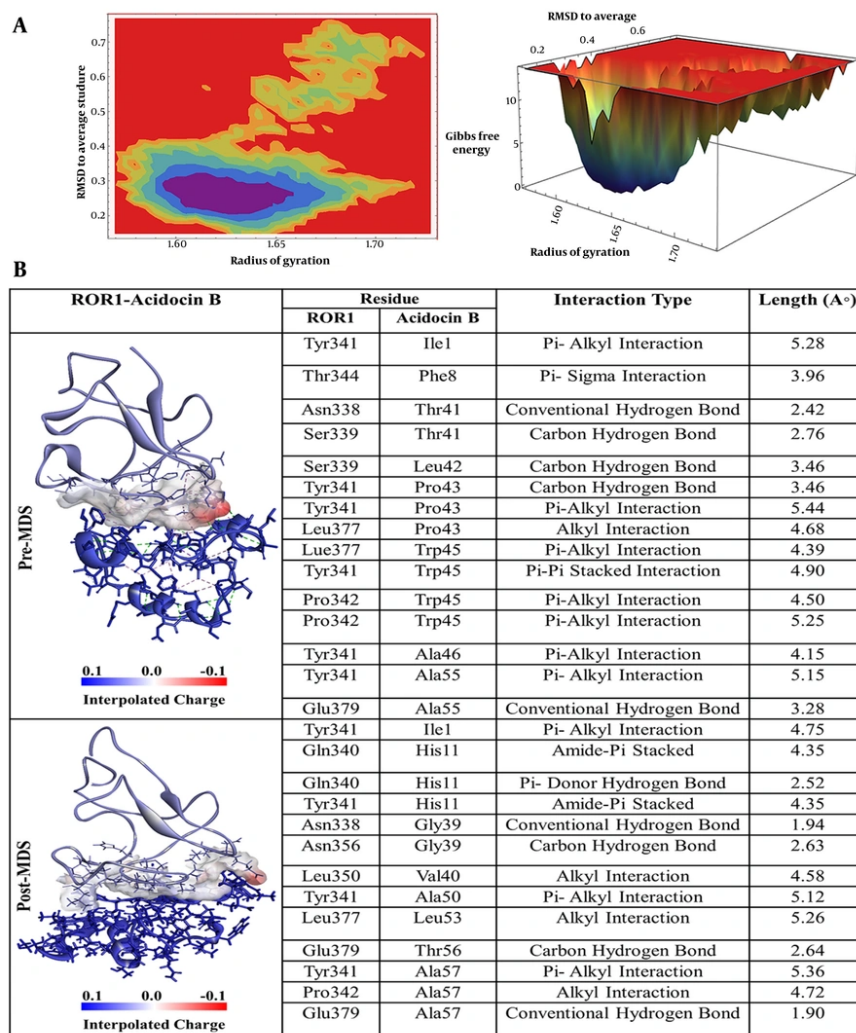 A
RMSD to average studure
0.7
0.6
0.5
0.4
0.3
0.2
1.60
1.65
1.70
Radius of gyration
RMSD to average
0.2
0.4
0.6
Gibbs free
energy
10
5
0
1.60
1.65
1.70
Radius of gyration
B
ROR1-Acidocin B Residue Interaction Type Length (A○)
ROR1 Acidocin B
Pre-MDS
Tyr341 Ile1 Pi- Alkyl Interaction 5.28
Thr344 Phe8 Pi- Sigma Interaction 3.96
Asn338 Thr41 Conventional Hydrogen Bond 2.42
Ser339 Thr41 Carbon Hydrogen Bond 2.76
Ser339 Leu42 Carbon Hydrogen Bond 3.46
Tyr341 Pro43 Carbon Hydrogen Bond 3.46
Tyr341 Pro43 Pi-Alkyl Interaction 5.44
Leu377 Pro43 Alkyl Interaction 4.68
Lue377 Trp45 Pi-Alkyl Interaction 4.39
Tyr341 Trp45 Pi-Pi Stacked Interaction 4.90
Pro342 Trp45 Pi-Alkyl Interaction 4.50
Pro342 Trp45 Pi-Alkyl Interaction 5.25
Tyr341 Ala46 Pi-Alkyl Interaction 4.15
Tyr341 Ala55 Pi- Alkyl Interaction 5.15
Glu379 Ala55 Conventional Hydrogen Bond 3.28
0.1 0.0 -0.1
Interpolated Charge
Post-MDS
Tyr341 Ile1 Pi- Alkyl Interaction 4.75
Gln340 His11 Amide-Pi Stacked 4.35
Gln340 His11 Pi- Donor Hydrogen Bond 2.52
Tyr341 His11 Amide-Pi Stacked 4.35
Asn338 Gly39 Conventional Hydrogen Bond 1.94
Asn356 Gly39 Carbon Hydrogen Bond 2.63
Leu350 Val40 Alkyl Interaction 4.58
Tyr341 Ala50 Pi- Alkyl Interaction 5.12
Leu377 Leu53 Alkyl Interaction 5.26
Glu379 Thr56 Carbon Hydrogen Bond 2.64
Tyr341 Ala57 Pi- Alkyl Interaction 5.36
Pro342 Ala57 Alkyl Interaction 4.72
Glu379 Ala57 Conventional Hydrogen Bond 1.90
0.1 0.0 -0.1
Interpolated Charge